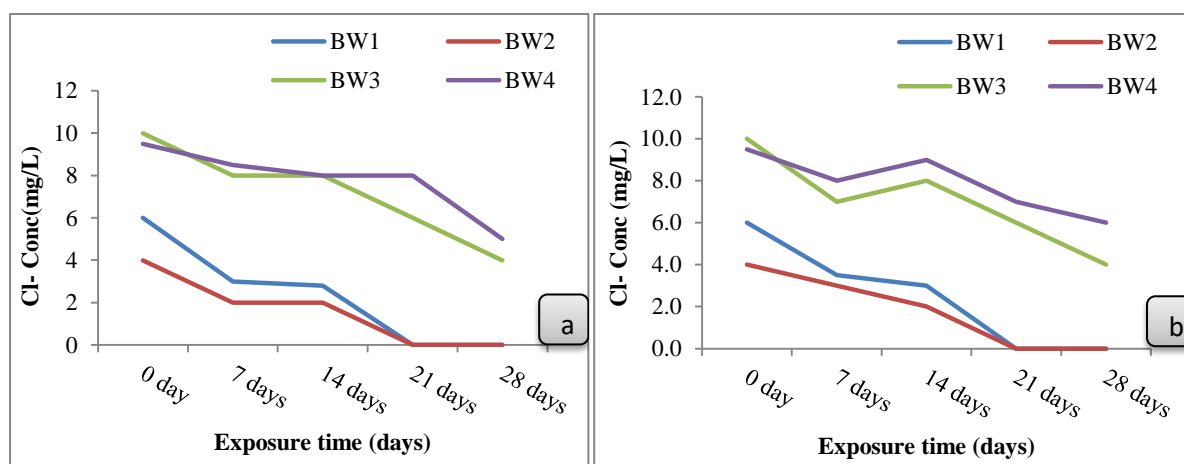 BW1 BW2
BW3 BW4
12
10
8
6
4
2
0
Cl- Conc(mg/L)
0 day 7 days 14 days 21 days 28 days
Exposure time (days)
a
BW1 BW2
BW3 BW4
12.0
10.0
8.0
6.0
4.0
2.0
0.0
Cl- Conc (mg/L)
0 day 7 days 14 days 21 days 28 days
Exposure time (days)
b